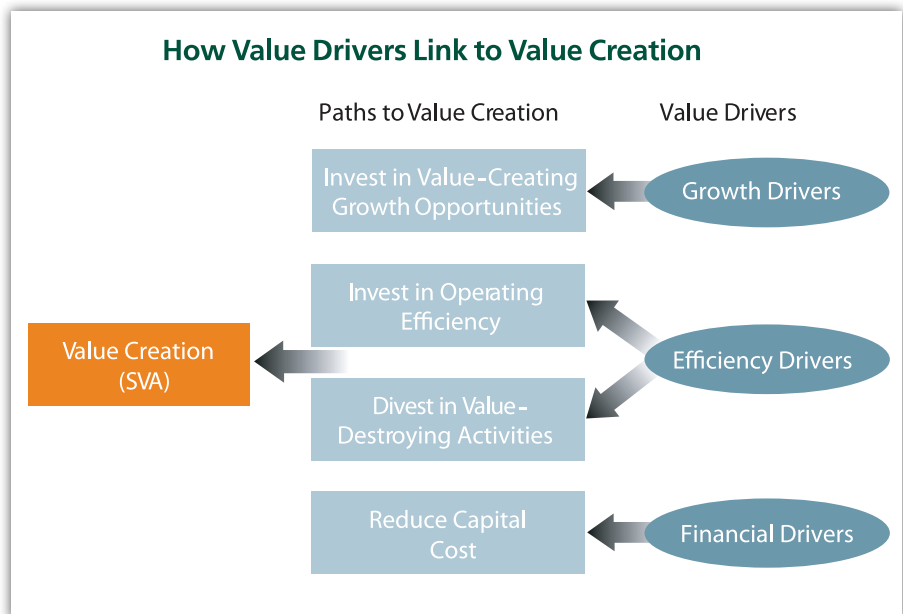 How Value Drivers Link to Value Creation
Paths to Value Creation
Value Drivers
Invest in Value-Creating
Growth Opportunities
Growth Drivers
Invest in Operating
Efficiency
Value Creation
(SVA)
Efficiency Drivers
Divest in Value-
Destroying Activities
Reduce Capital
Cost
Financial Drivers